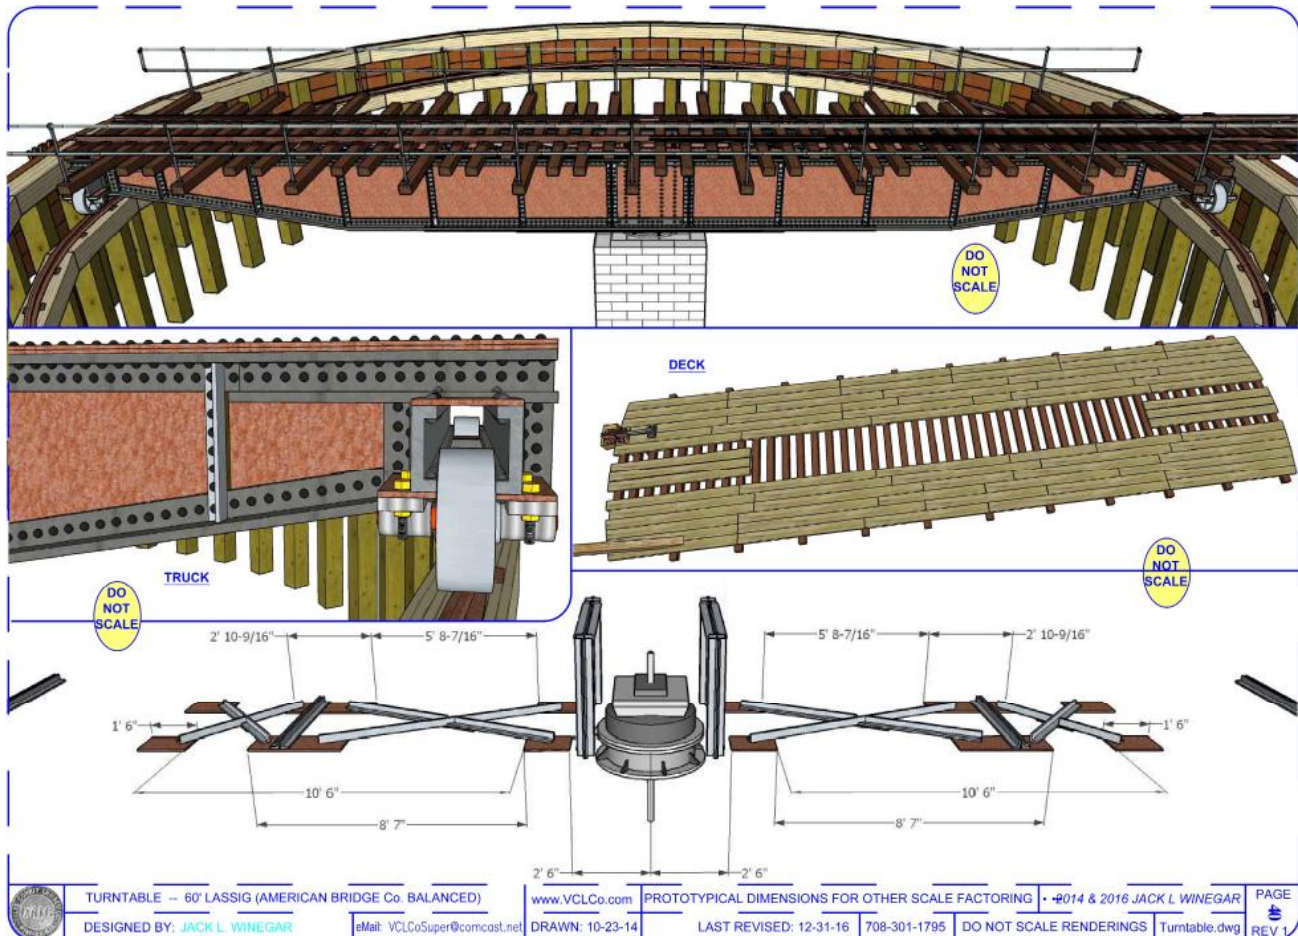 DO
NOT
SCALE
DECK
TRUCK
DO
NOT
SCALE
DO
NOT
SCALE
2' 10-9/16"
5' 8-7/16"
5' 8-7/16"
2' 10-9/16"
1' 6"
1' 6"
10' 6"
10' 6"
8' 7"
8' 7"
2' 6"
2' 6"
TURNTABLE -- 60' LASSIG (AMERICAN BRIDGE Co. BALANCED)
www.VCLCo.com
PROTOTYPICAL DIMENSIONS FOR OTHER SCALE FACTORING
2014 & 2016 JACK L WINEGAR
PAGE
DESIGNED BY: JACK L. WINEGAR
eMail: VCLCoSuper@comcast.net
DRAWN: 10-23-14
LAST REVISED: 12-31-16
708-301-1795
DO NOT SCALE RENDERINGS
Turntable.dwg
REV 1